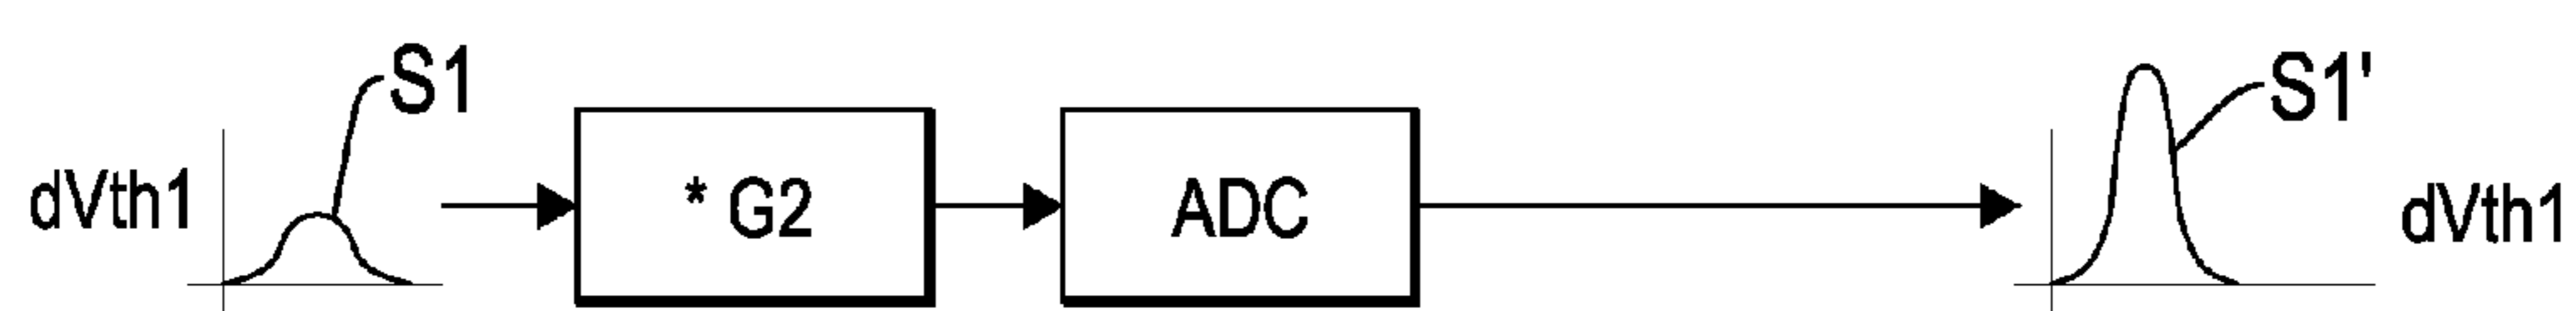 S1
S1'
dVth1
* G2
ADC
dVth1